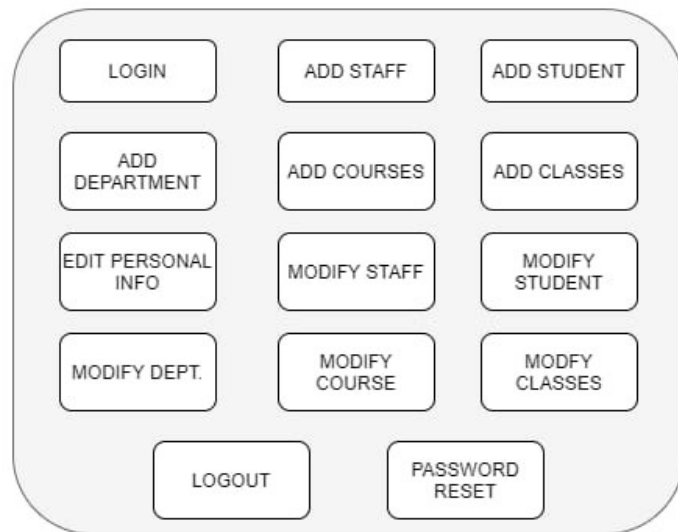 LOGIN
ADD STAFF
ADD STUDENT
ADD
DEPARTMENT
ADD COURSES
ADD CLASSES
EDIT PERSONAL
INFO
MODIFY STAFF
MODIFY
STUDENT
MODIFY DEPT.
MODIFY
COURSE
MODFY
CLASSES
LOGOUT
PASSWORD
RESET